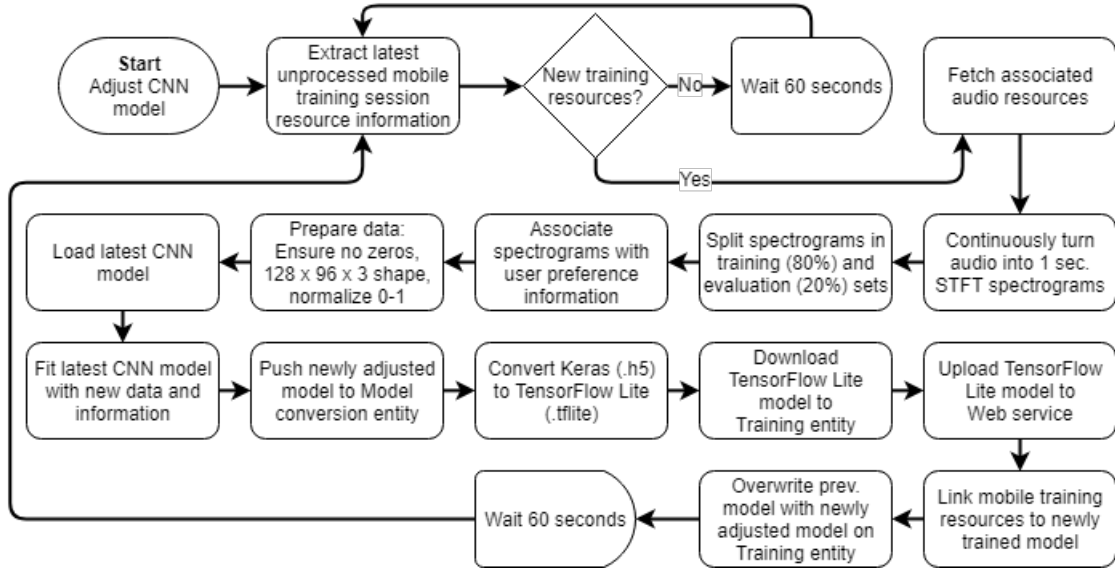 Start
Adjust CNN
model
Extract latest
unprocessed mobile
training session
resource information
New training
resources?
No
Wait 60 seconds
Fetch associated
audio resources
Yes
Continuously turn
audio into 1 sec.
STFT spectrograms
Split spectrograms in
training (80%) and
evaluation (20%) sets
Associate
spectrograms with
user preference
information
Prepare data:
Ensure no zeros,
128 x 96 x 3 shape,
normalize 0-1
Load latest CNN
model
Fit latest CNN model
with new data and
information
Push newly adjusted
model to Model
conversion entity
Convert Keras (.h5)
to TensorFlow Lite
(.tflite)
Download
TensorFlow Lite
model to
Training entity
Upload TensorFlow
Lite model to
Web service
Link mobile training
resources to newly
trained model
Overwrite prev.
model with newly
adjusted model on
Training entity
Wait 60 seconds